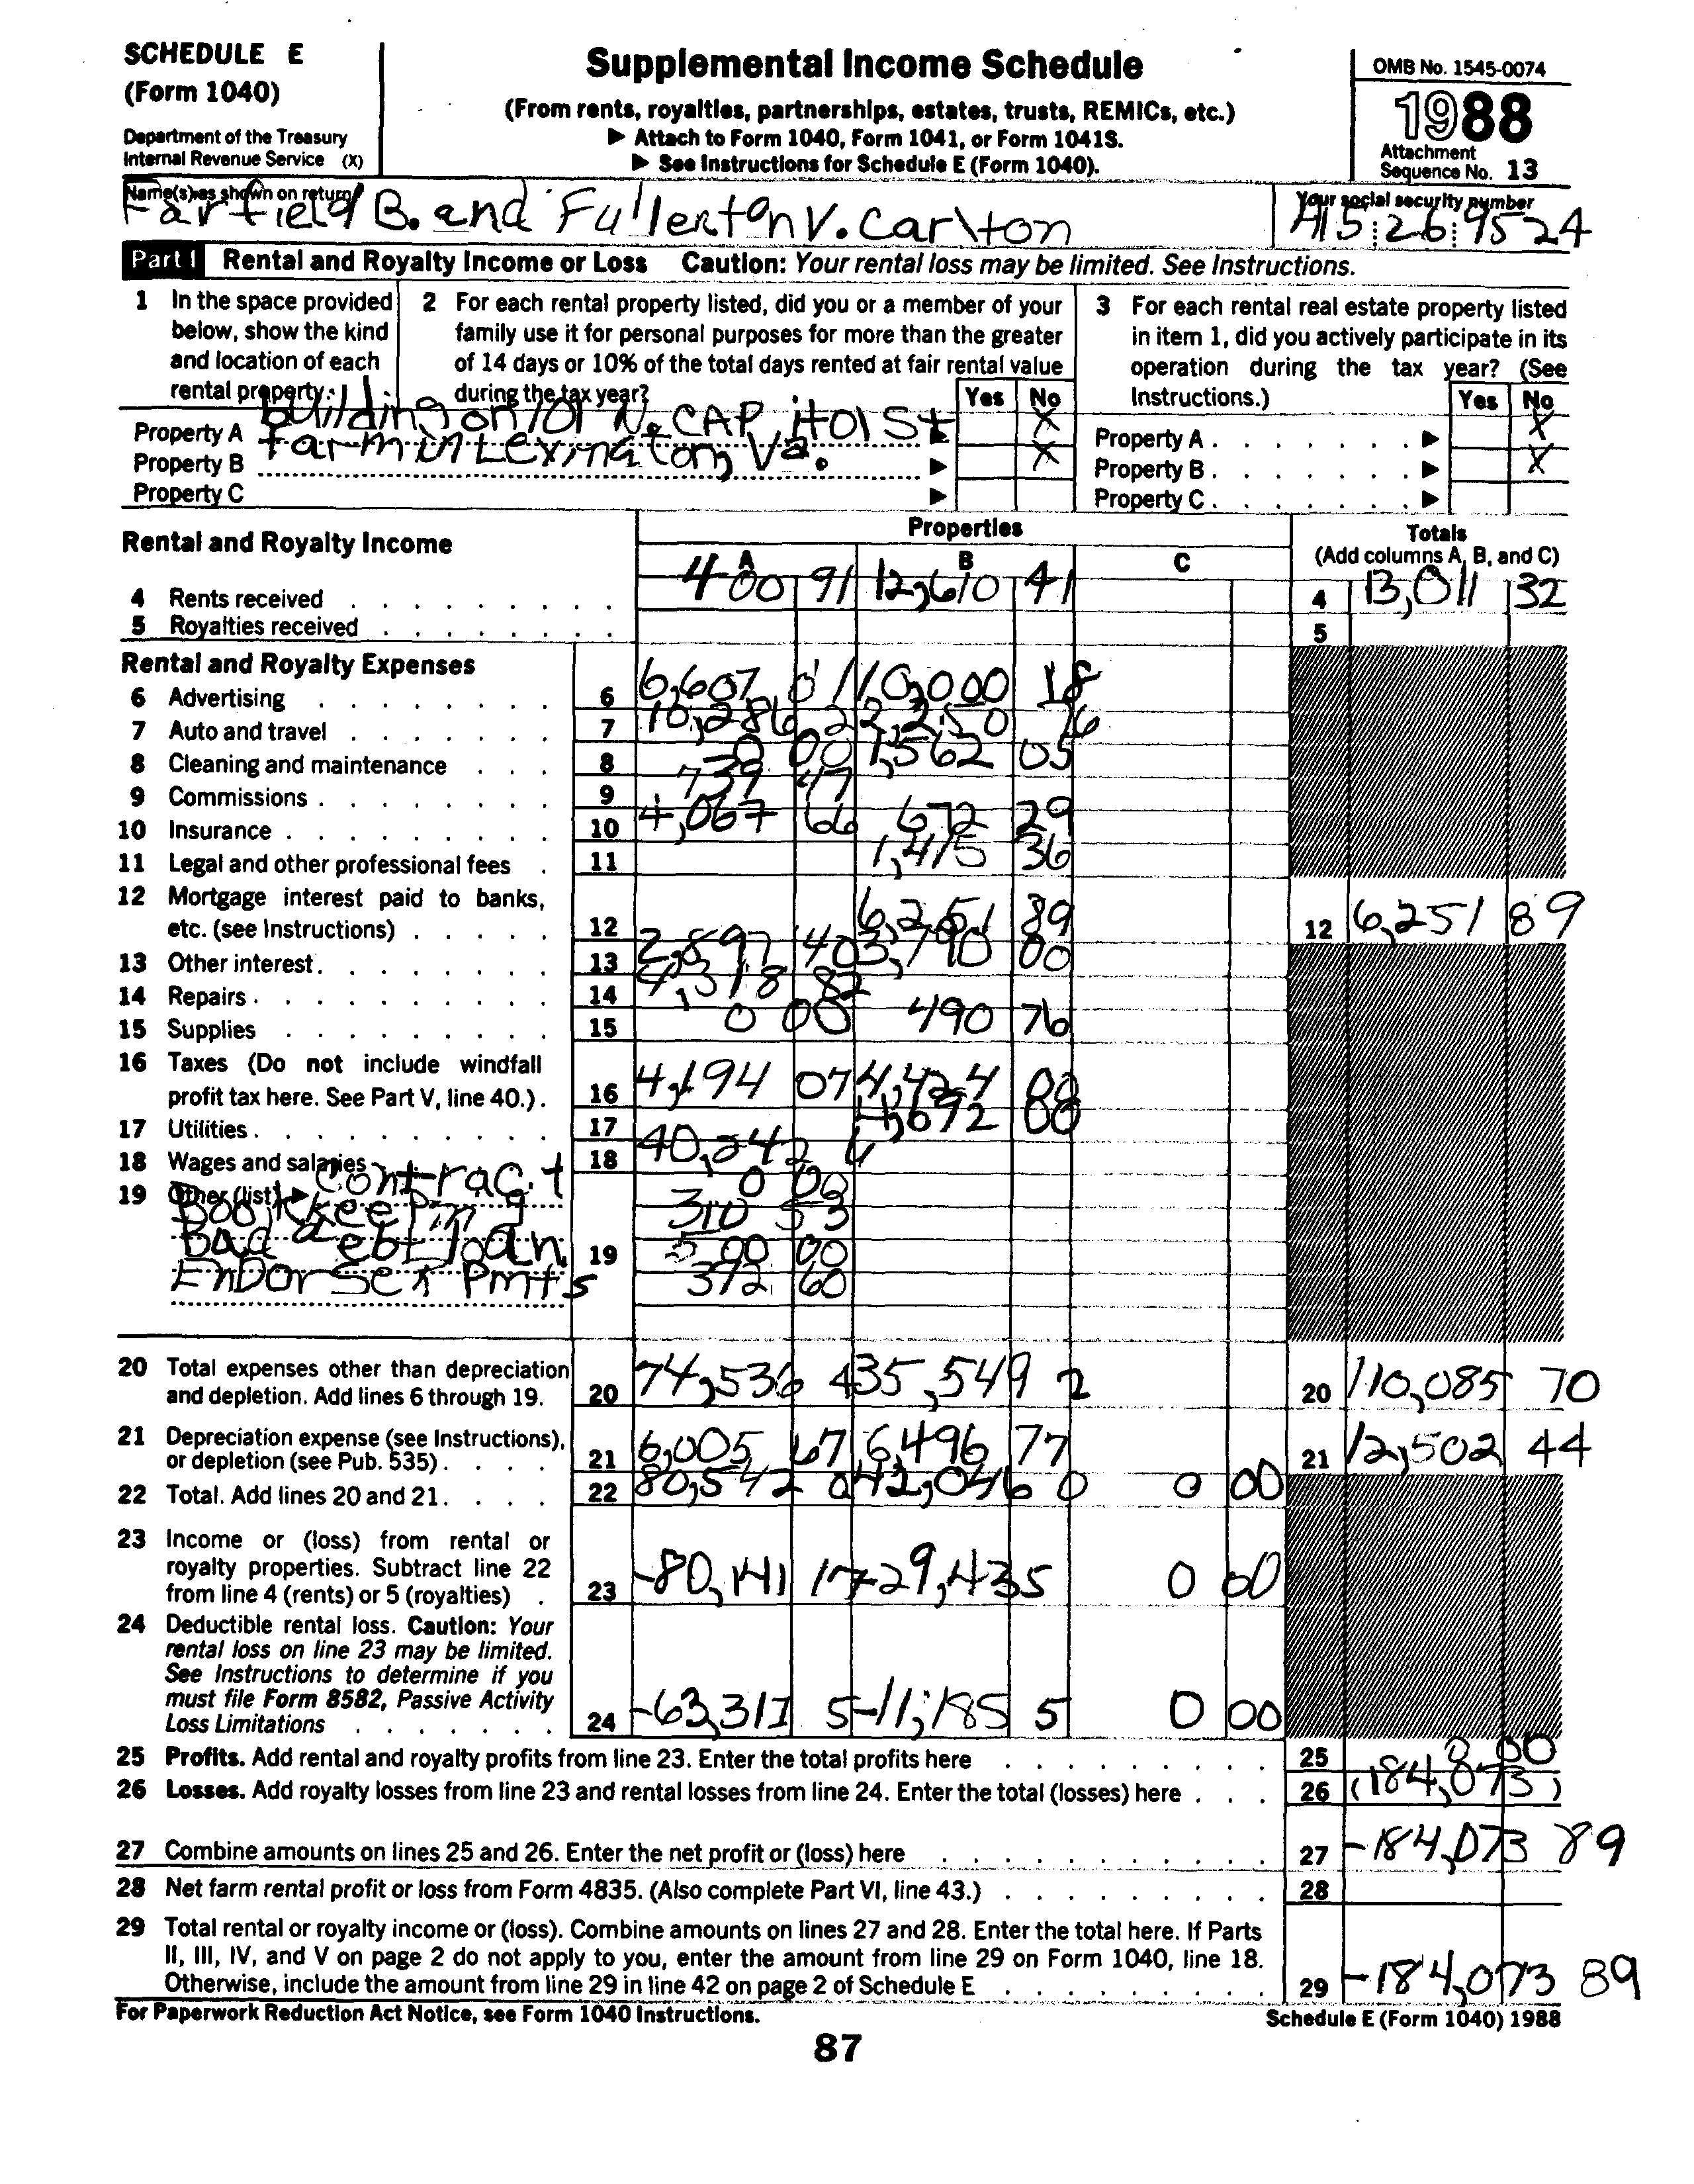 SCHEDULE E
(Form 1040)
Department of the Treasury
Internal Revenue Service (X)
Supplemental Income Schedule
(From rents, royalties, partnerships, estates, trusts, REMICs, etc.)
▶ Attach to Form 1040, Form 1041, or Form 1041S.
▶ See Instructions for Schedule E (Form 1040).
OMB No. 1545-0074
1988
Attachment
Sequence No. 13
Name(s) as shown on return
Farfield B. and Fullerton V. Carlton
Your social security number
26 9524
Part I Rental and Royalty Income or Loss Caution: Your rental loss may be limited. See Instructions.
1 In the space provided
below, show the kind
and location of each
rental property:
2 For each rental property listed, did you or a member of your
family use it for personal purposes for more than the greater
of 14 days or 10% of the total days rented at fair rental value
during the tax year?
Yes No
3 For each rental real estate property listed
in item 1, did you actively participate in its
operation during the tax year? (See
Instructions.)
Yes No
Property A building on 101 N. CAPitol St ▶ X
Property B Farm in Lexington, Va. ▶ X
Property C ▶
Property A . ▶ X
Property B . ▶ X
Property C . ▶
Rental and Royalty Income
Properties
A B C
Totals
(Add columns A, B, and C)
4 Rents received 400 91 12,610 41 4 13,011 32
5 Royalties received 5
Rental and Royalty Expenses
6 Advertising 6 6,607 01 10,000 18
7 Auto and travel 7 10,286 2,250
8 Cleaning and maintenance 8 0 00 1,562 05
9 Commissions 9 739 47
10 Insurance 10 4,067 66 672 29
11 Legal and other professional fees 11 1,415 36
12 Mortgage interest paid to banks,
etc. (see Instructions) 12 6,251 89 12 6,251 89
13 Other interest 13 2,897 40 3,790 00
14 Repairs 14 4,318 82
15 Supplies 15 0 00 490 76
16 Taxes (Do not include windfall
profit tax here. See Part V, line 40.) 16 4,194 07 4,424
17 Utilities 17 00
18 Wages and salaries 18 40,242
19 Other (list) ▶ Contract 0 00
Bookkeeping 310 53
Bad debt loan 19 500 00
EnDorser Pmts 372 60
20 Total expenses other than depreciation
and depletion. Add lines 6 through 19. 20 74,536 4 35,549 2 20 110,085 70
21 Depreciation expense (see Instructions),
or depletion (see Pub. 535) 21 6,005 67 6,496 77 21 12,502 44
22 Total. Add lines 20 and 21 22 80,542 0 42,046 0 0 00
23 Income or (loss) from rental or
royalty properties. Subtract line 22
from line 4 (rents) or 5 (royalties) 23 -80,141 17 -29,435 0 00
24 Deductible rental loss. Caution: Your
rental loss on line 23 may be limited.
See Instructions to determine if you
must file Form 8582, Passive Activity
Loss Limitations 24 5 -11,185 5 0 00
25 Profits. Add rental and royalty profits from line 23. Enter the total profits here 25 0 00
26 Losses. Add royalty losses from line 23 and rental losses from line 24. Enter the total (losses) here 26
27 Combine amounts on lines 25 and 26. Enter the net profit or (loss) here 27 -184,073 89
28 Net farm rental profit or loss from Form 4835. (Also complete Part VI, line 43.) 28
29 Total rental or royalty income or (loss). Combine amounts on lines 27 and 28. Enter the total here. If Parts
II, III, IV, and V on page 2 do not apply to you, enter the amount from line 29 on Form 1040, line 18.
Otherwise, include the amount from line 29 in line 42 on page 2 of Schedule E 29 -184,073 89
For Paperwork Reduction Act Notice, see Form 1040 Instructions.
Schedule E (Form 1040) 1988
87